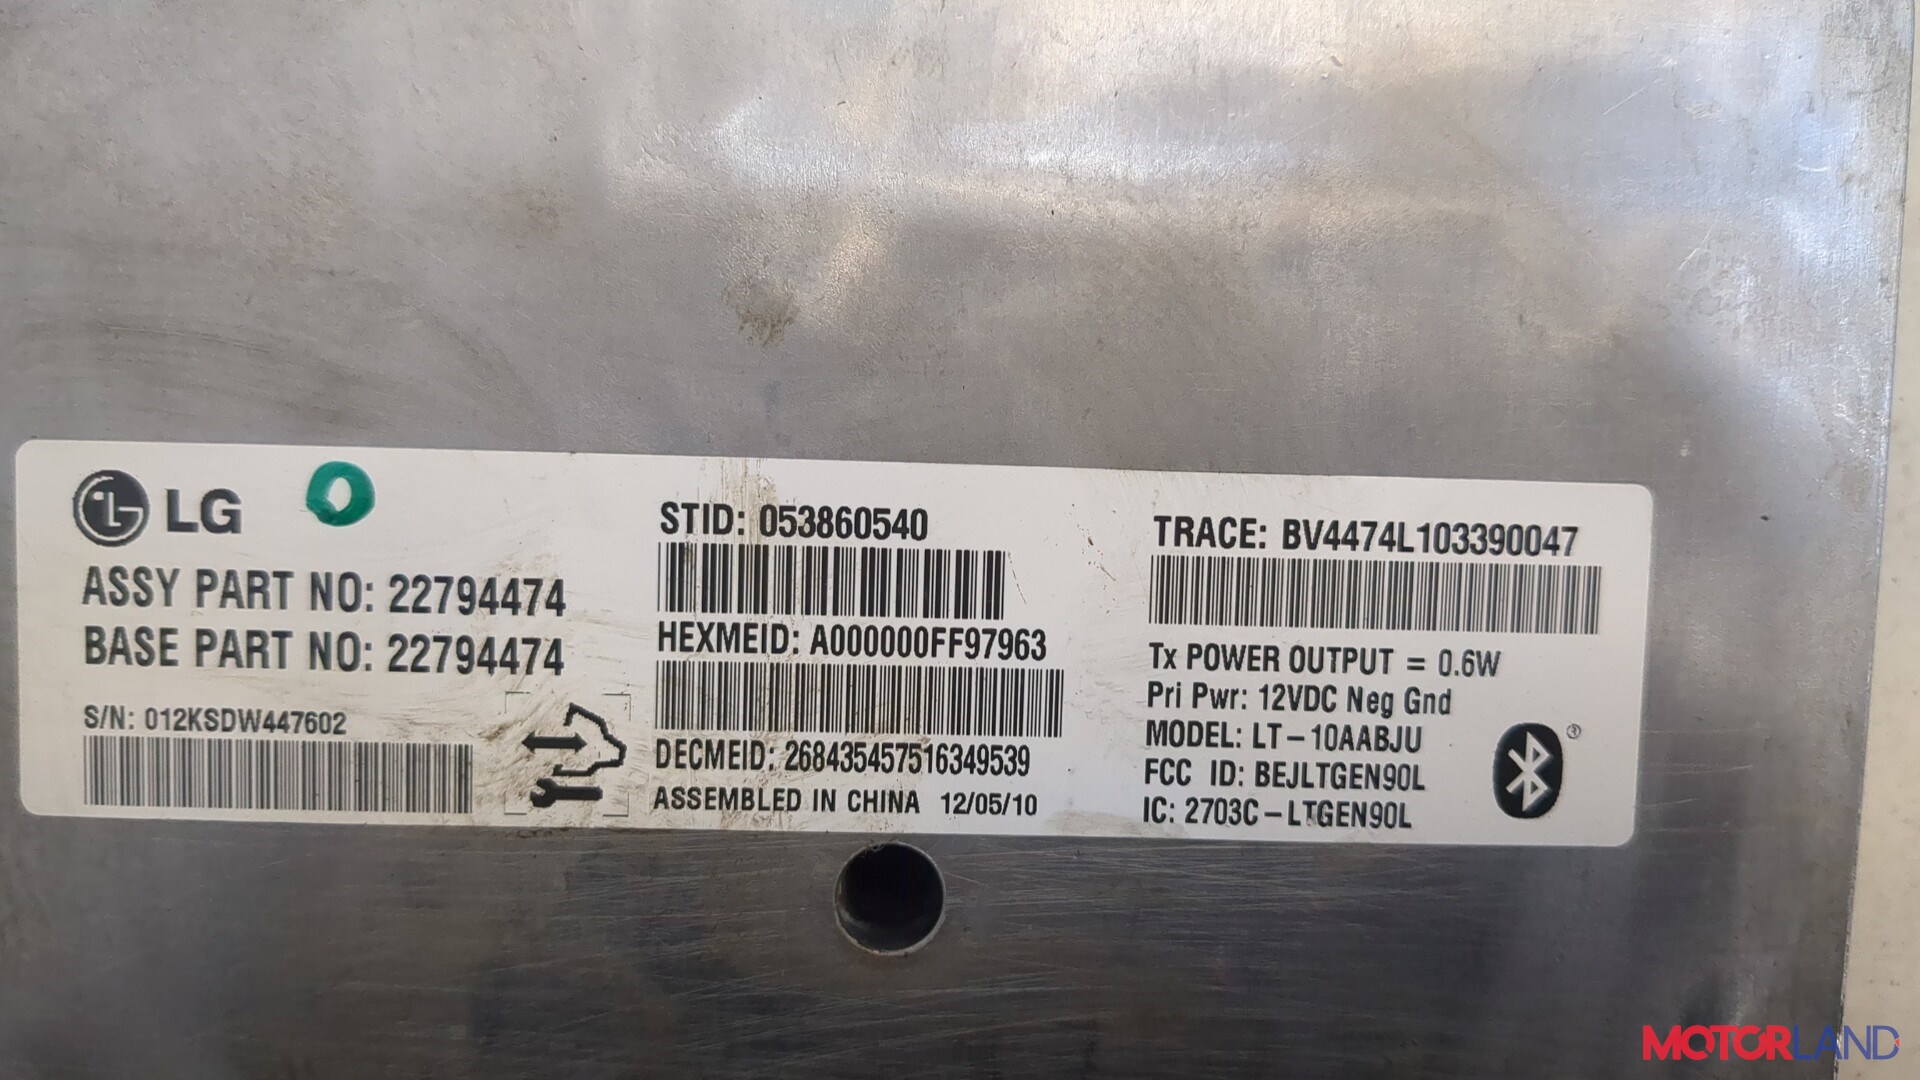 LG
ASSY PART NO: 22794474
BASE PART NO: 22794474
S/N: 012KSDW447602
STID: 053860540
HEXMEID: A000000FF97963
DECMEID: 268435457516349539
ASSEMBLED IN CHINA 12/05/10
TRACE: BV4474L103390047
Tx POWER OUTPUT = 0.6W
Pri Pwr: 12VDC Neg Gnd
MODEL: LT-10AABJU
FCC ID: BEJLTGEN90L
IC: 2703C-LTGEN90L
MOTORLAND